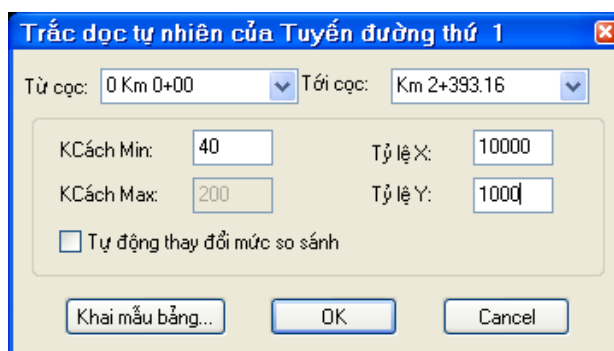 Trắc dọc tự nhiên của Tuyến đường thứ 1
Từ cọc: 0 Km 0+00 Tới cọc: Km 2+393.16
KCách Min: 40 Tỷ lệ X: 10000
KCách Max: 200 Tỷ lệ Y: 1000
Tự động thay đổi mức so sánh
Khai mẫu bảng... OK Cancel